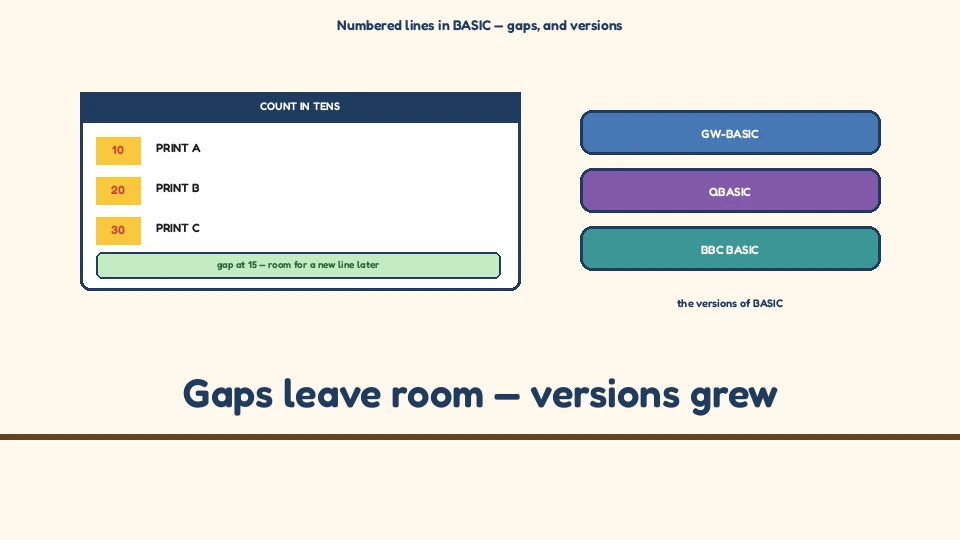 Numbered lines in BASIC — gaps, and versions
COUNT IN TENS
10 PRINT A
20 PRINT B
30 PRINT C
gap at 15 — room for a new line later
GW-BASIC
QBASIC
BBC BASIC
the versions of BASIC
Gaps leave room — versions grew